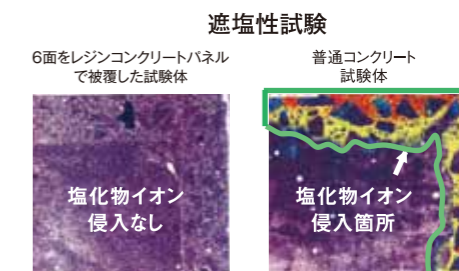 遮塩性試験
6面をレジンコンクリートパネル
で被覆した試験体
普通コンクリート
試験体
塩化物イオン
侵入なし
塩化物イオン
侵入箇所